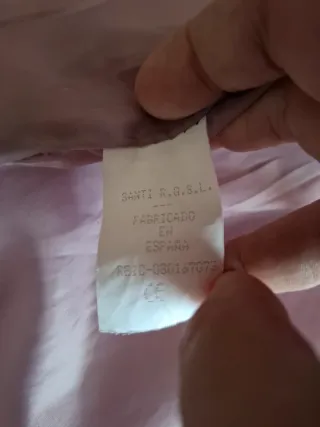 SANTI R.G.S.L.
---
FABRICADO
EN
ESPAÑA
CE